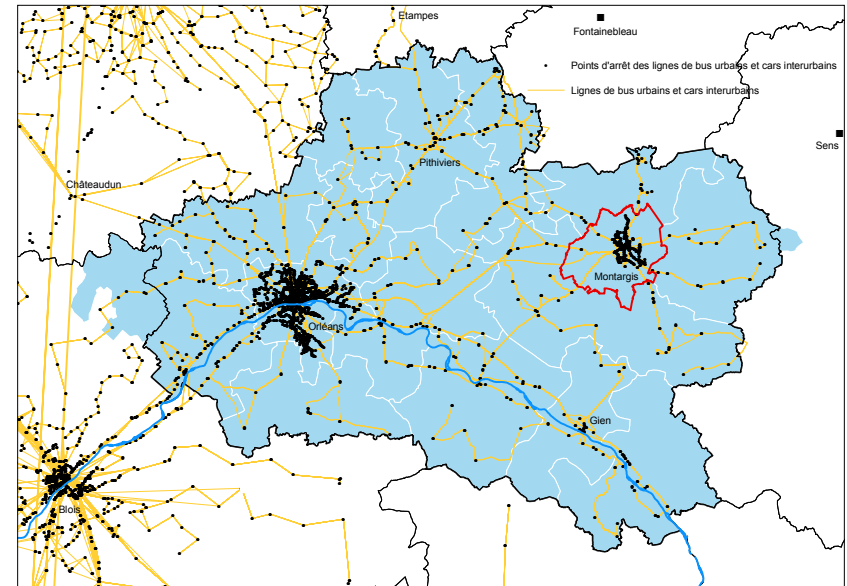 Etampes
Fontainebleau
Points d'arrêt des lignes de bus urbains et cars interurbains
Lignes de bus urbains et cars interurbains
Sens
Pithiviers
Châteaudun
Montargis
Orléans
Gien
Blois